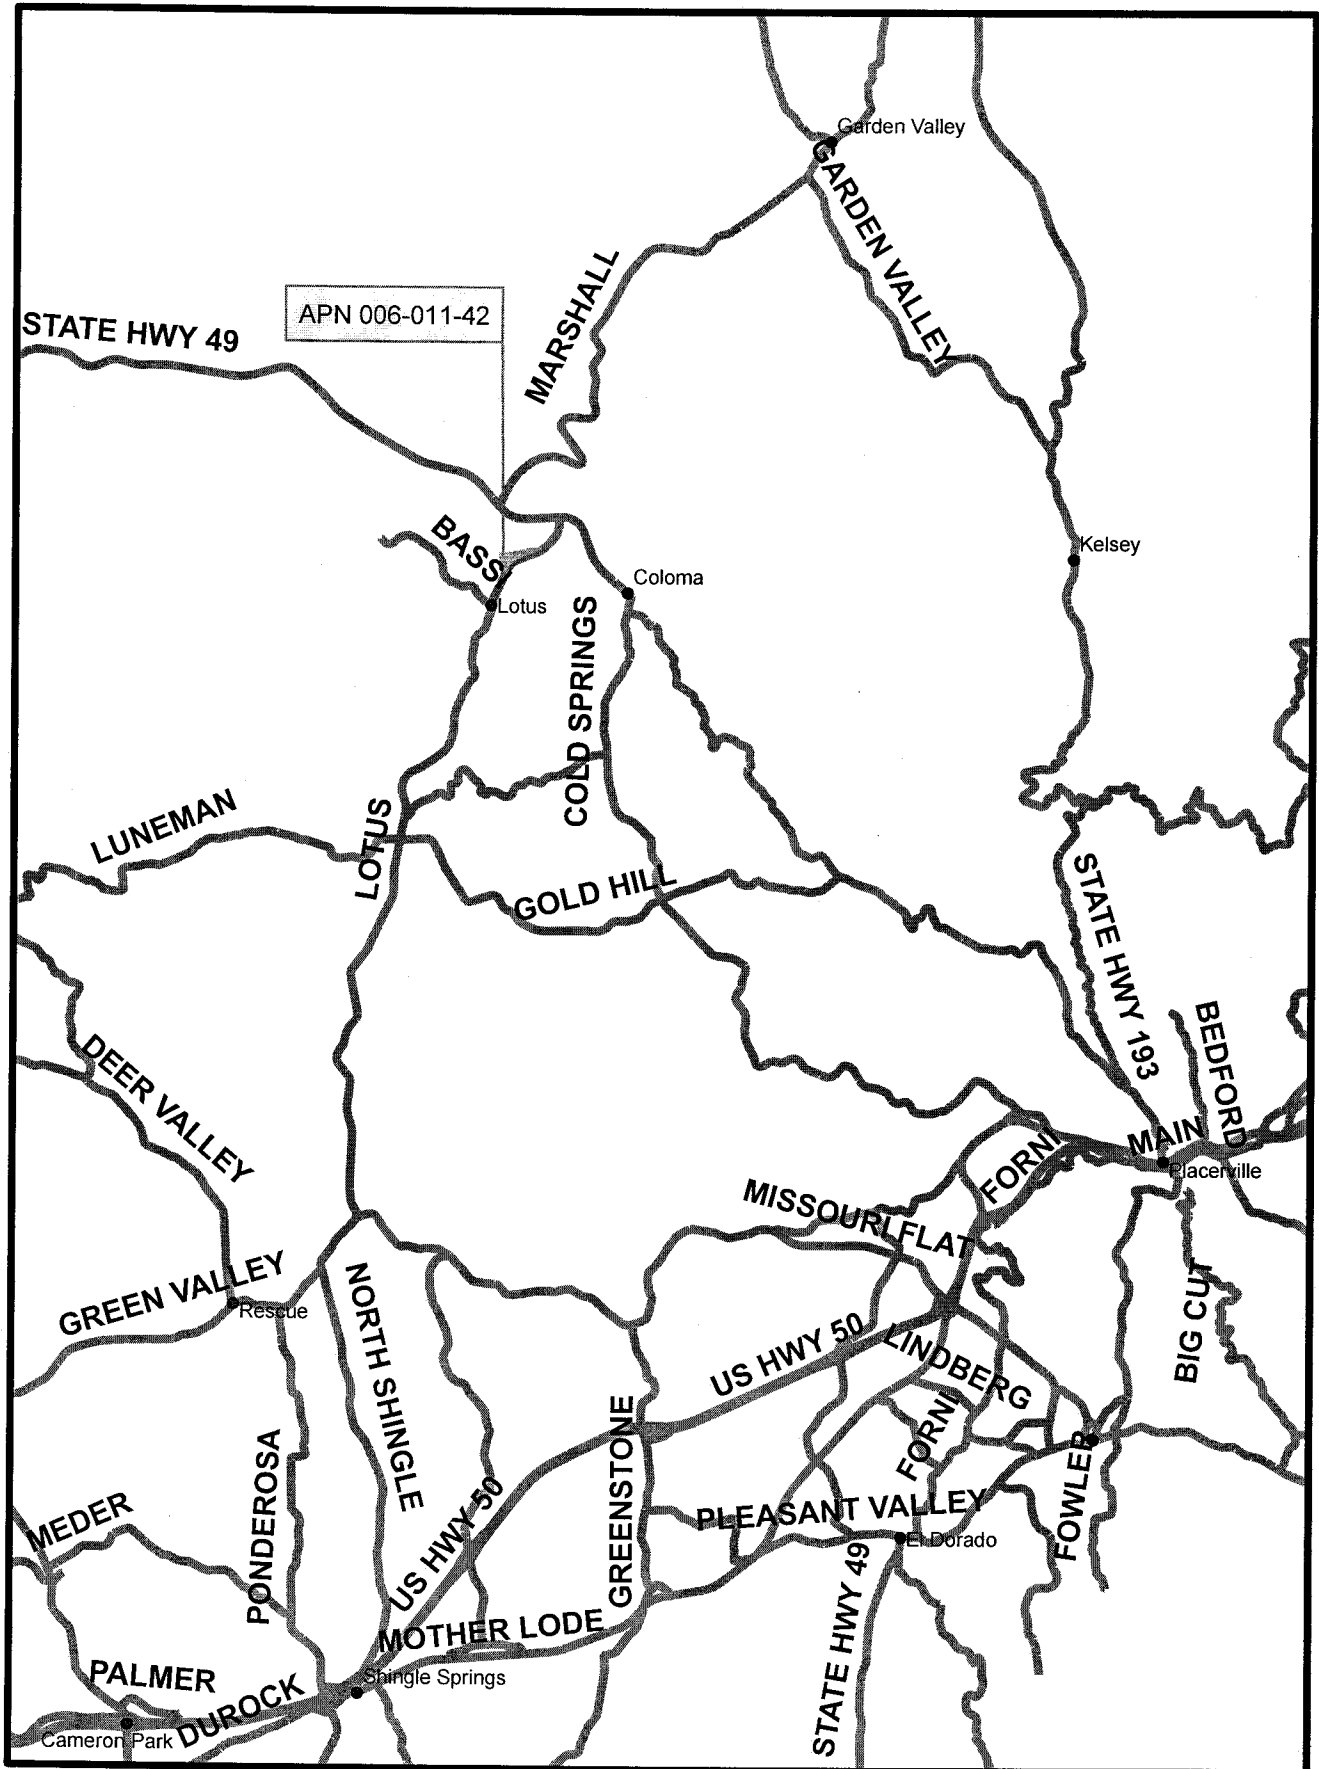 Garden Valley
GARDEN VALLEY
MARSHALL
APN 006-011-42
STATE HWY 49
BASSI
Lotus
Coloma
Kelsey
COLD SPRINGS
LUNEMAN
LOTUS
GOLD HILL
STATE HWY 193
BEDFORD
DEER VALLEY
MAIN
Placerville
FORNI
MISSOURI FLAT
GREEN VALLEY
Rescue
NORTH SHINGLE
US HWY 50
LINDBERG
BIG CUT
FORNI
GREENSTONE
PONDEROSA
MEDER
US HWY 50
PLEASANT VALLEY
FOWLER
El Dorado
STATE HWY 49
MOTHER LODE
PALMER
Shingle Springs
DUROCK
Cameron Park